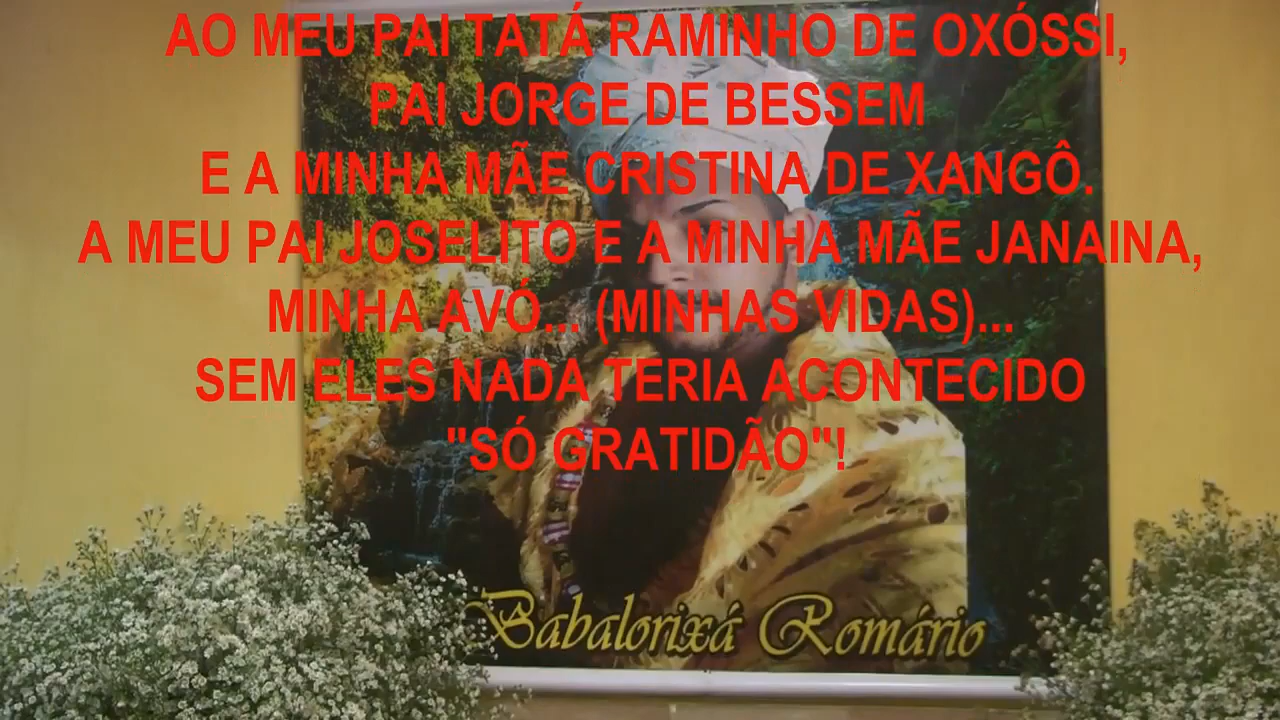 AO MEU PAI TATÁ RAMINHO DE OXÓSSI,
PAI JORGE DE BESSEM
E A MINHA MÃE CRISTINA DE XANGÔ.
A MEU PAI JOSELITO E A MINHA MÃE JANAINA,
MINHA AVÓ... (MINHAS VIDAS)...
SEM ELES NADA TERIA ACONTECIDO
"SÓ GRATIDÃO"!
Babalorixá Romário